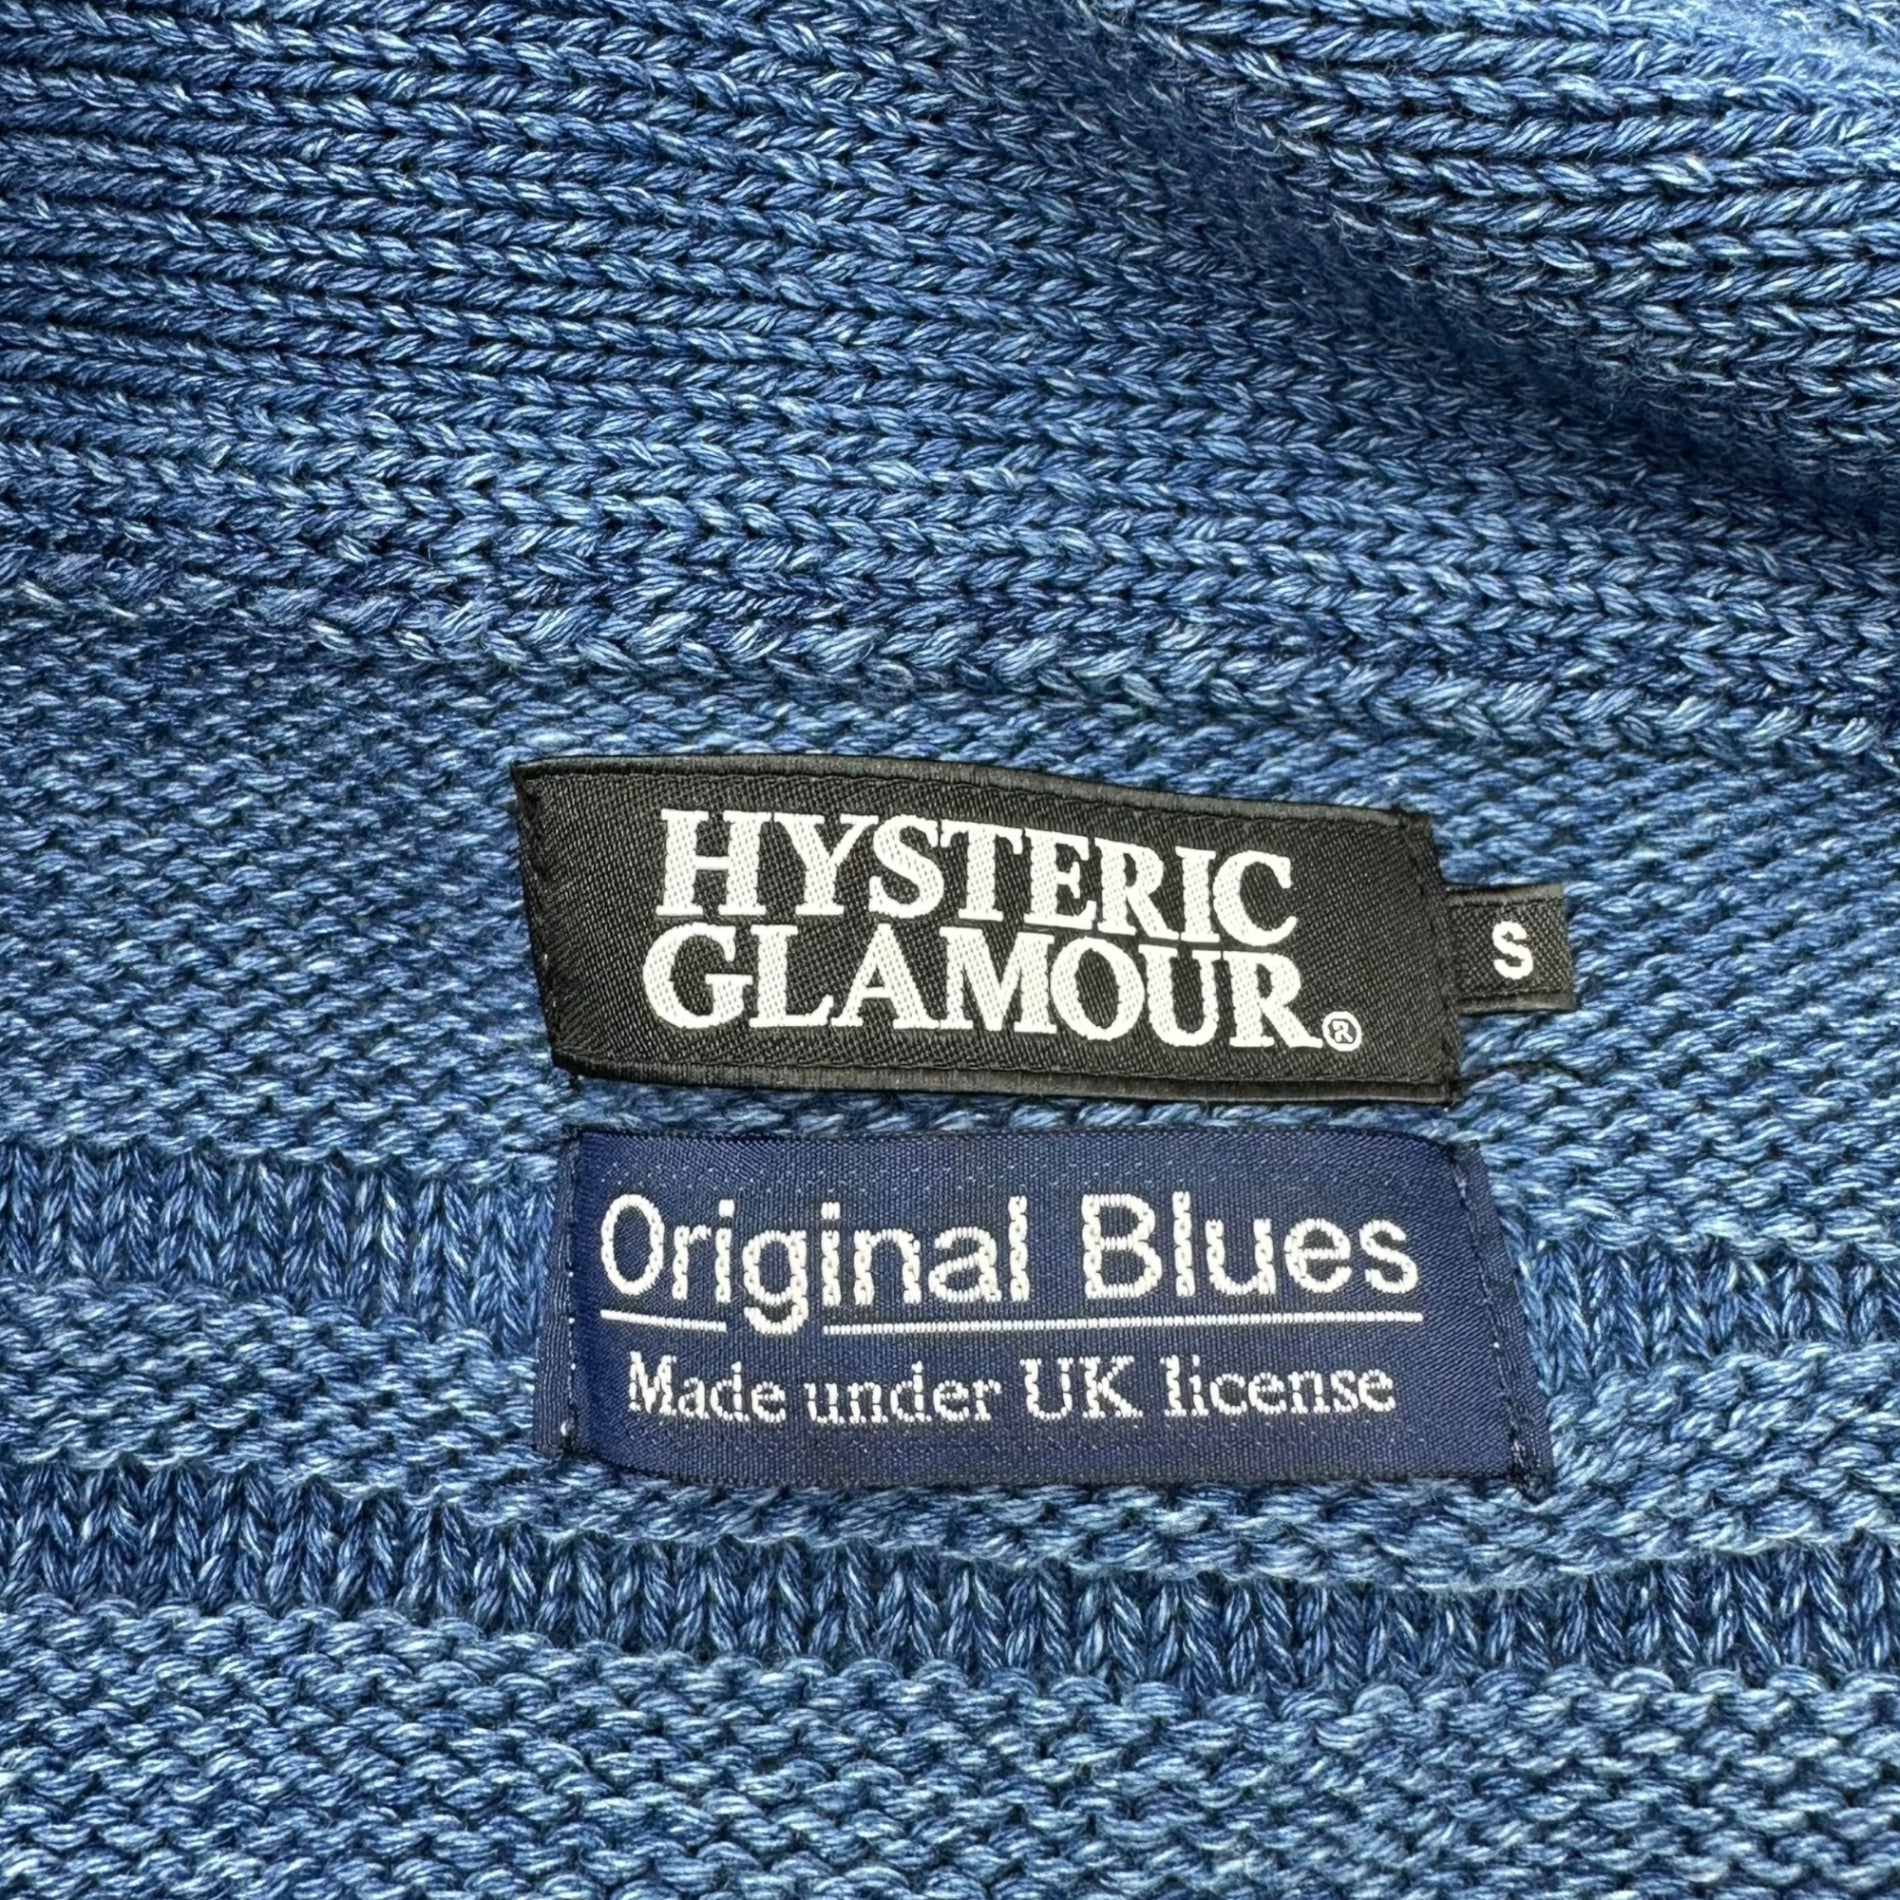 HYSTERIC
GLAMOUR®
S
Original Blues
Made under UK license